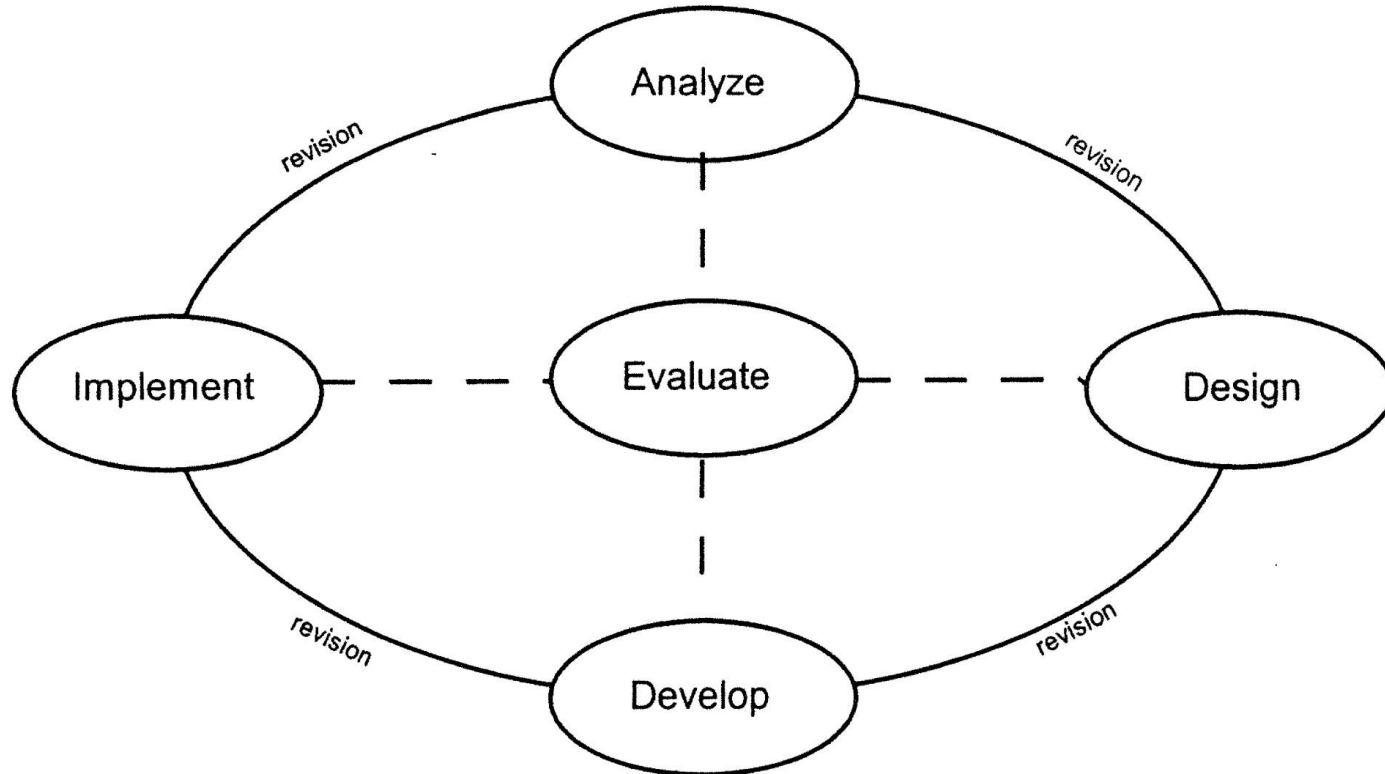 Analyze
revision
revision
Implement
Evaluate
Design
revision
revision
Develop